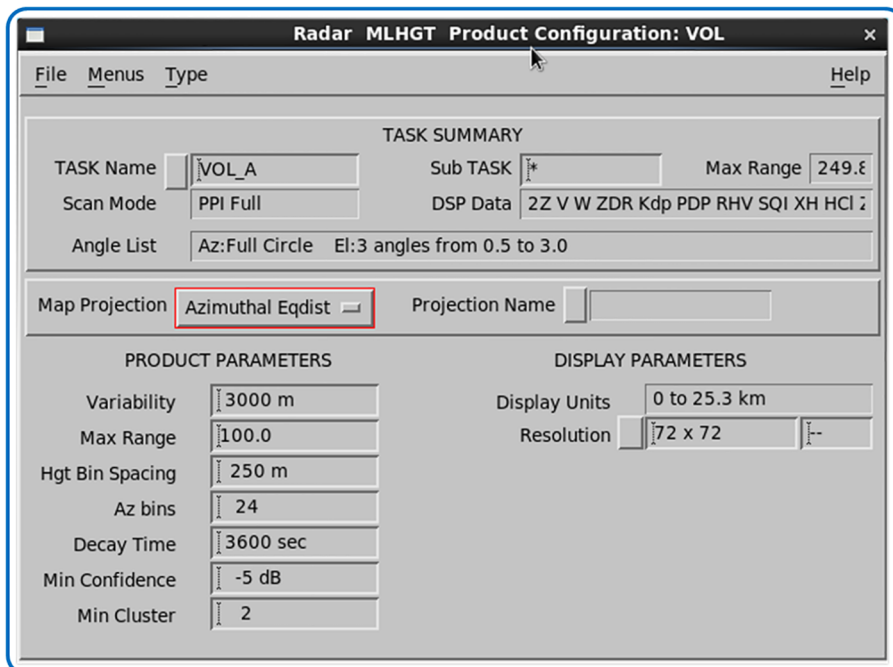 Radar MLHGT Product Configuration: VOL
File Menus Type Help
TASK SUMMARY
TASK Name VOL_A Sub TASK * Max Range 249.8
Scan Mode PPI Full DSP Data 2Z V W ZDR Kdp PDP RHV SQI XH HCl
Angle List Az:Full Circle El:3 angles from 0.5 to 3.0
Map Projection Azimuthal Eqdist Projection Name
PRODUCT PARAMETERS DISPLAY PARAMETERS
Variability 3000 m Display Units 0 to 25.3 km
Max Range 100.0 Resolution 72 x 72 --
Hgt Bin Spacing 250 m
Az bins 24
Decay Time 3600 sec
Min Confidence -5 dB
Min Cluster 2